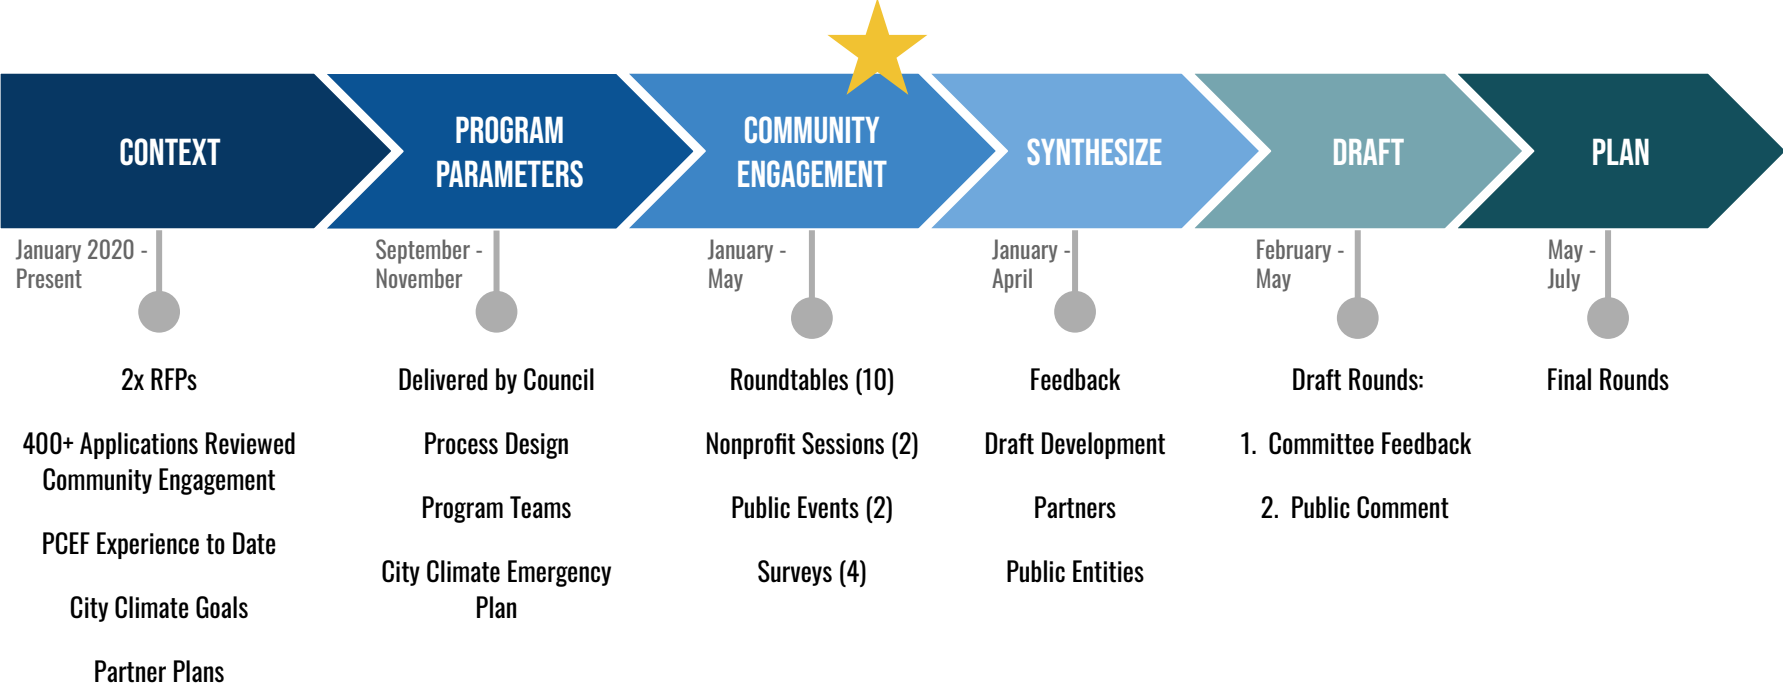 CONTEXT
PROGRAM
PARAMETERS
COMMUNITY
ENGAGEMENT
SYNTHESIZE
DRAFT
PLAN
January 2020 -
Present
September -
November
January -
May
January -
April
February -
May
May -
July
2x RFPs
400+ Applications Reviewed
Community Engagement
PCEF Experience to Date
City Climate Goals
Partner Plans
Delivered by Council
Process Design
Program Teams
City Climate Emergency
Plan
Roundtables (10)
Nonprofit Sessions (2)
Public Events (2)
Surveys (4)
Feedback
Draft Development
Partners
Public Entities
Draft Rounds:
1. Committee Feedback
2. Public Comment
Final Rounds